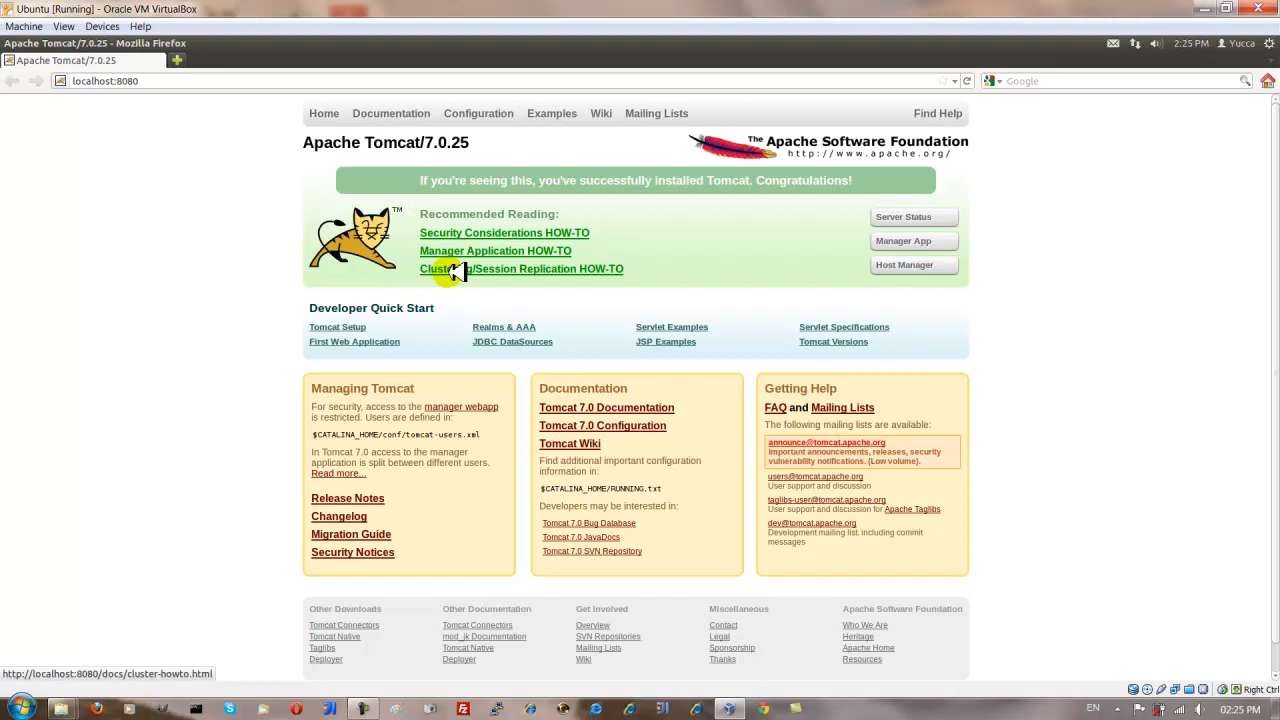 Ubuntu [Running] - Oracle VM VirtualBox
Machine View Devices Help
Apache Tomcat/7.0.25 - Mozilla Firefox
2:25 PM Yucca
Apache Tomcat/7.0.25
localhost:8080
Google
Home Documentation Configuration Examples Wiki Mailing Lists Find Help
Apache Tomcat/7.0.25
The Apache Software Foundation
http://www.apache.org/
If you're seeing this, you've successfully installed Tomcat. Congratulations!
TM
Recommended Reading:
Security Considerations HOW-TO
Manager Application HOW-TO
Clustering/Session Replication HOW-TO
Server Status
Manager App
Host Manager
Developer Quick Start
Tomcat Setup Realms & AAA Servlet Examples Servlet Specifications
First Web Application JDBC DataSources JSP Examples Tomcat Versions
Managing Tomcat
For security, access to the manager webapp
is restricted. Users are defined in:
$CATALINA_HOME/conf/tomcat-users.xml
In Tomcat 7.0 access to the manager
application is split between different users.
Read more...
Release Notes
Changelog
Migration Guide
Security Notices
Documentation
Tomcat 7.0 Documentation
Tomcat 7.0 Configuration
Tomcat Wiki
Find additional important configuration
information in:
$CATALINA_HOME/RUNNING.txt
Developers may be interested in:
Tomcat 7.0 Bug Database
Tomcat 7.0 JavaDocs
Tomcat 7.0 SVN Repository
Getting Help
FAQ and Mailing Lists
The following mailing lists are available:
announce@tomcat.apache.org
Important announcements, releases, security
vulnerability notifications. (Low volume).
users@tomcat.apache.org
User support and discussion
taglibs-user@tomcat.apache.org
User support and discussion for Apache Taglibs
dev@tomcat.apache.org
Development mailing list, including commit
messages
Other Downloads
Tomcat Connectors
Tomcat Native
Taglibs
Deployer
Other Documentation
Tomcat Connectors
mod_jk Documentation
Tomcat Native
Deployer
Get Involved
Overview
SVN Repositories
Mailing Lists
Wiki
Miscellaneous
Contact
Legal
Sponsorship
Thanks
Apache Software Foundation
Who We Are
Heritage
Apache Home
Resources
http://localhost:8080/docs/cluster-howto.html
Right Ctrl
EN 02:25 PM